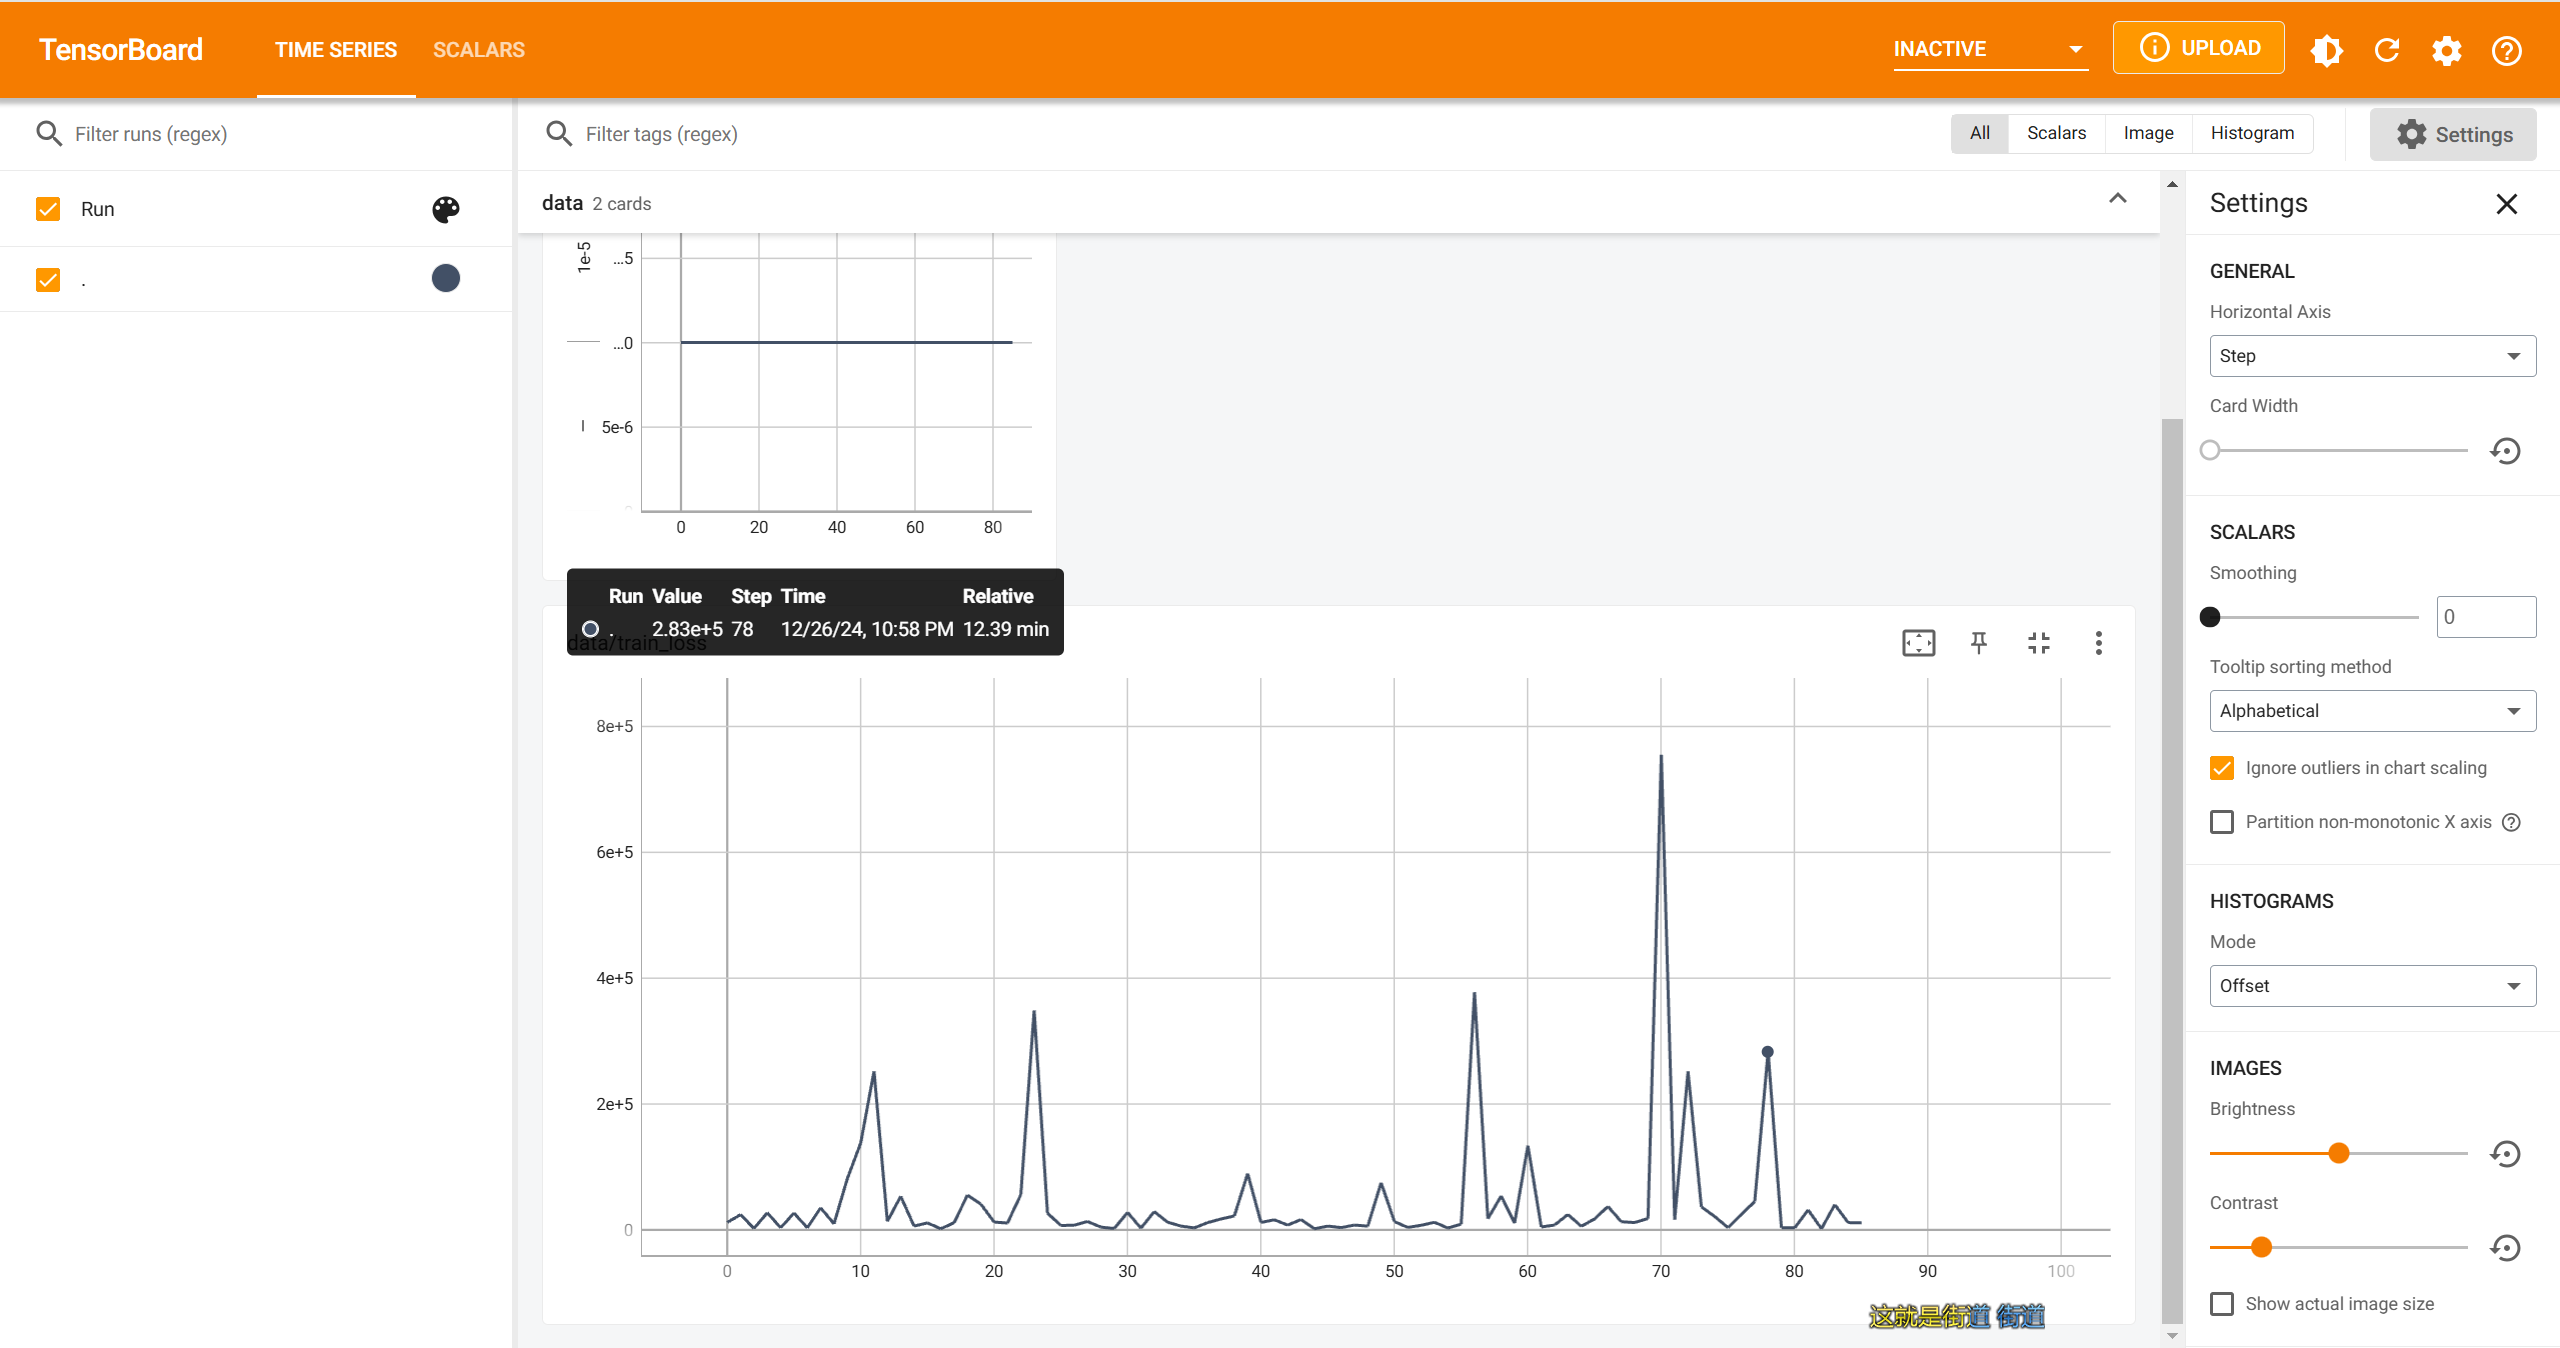 TensorBoard
TIME SERIES
SCALARS
INACTIVE
UPLOAD
Filter runs (regex)
Filter tags (regex)
All
Scalars
Image
Histogram
Settings
Run
.
data 2 cards
1e-5
...5
...0
5e-6
0 20 40 60 80
Run Value Step Time Relative
. 2.83e+5 78 12/26/24, 10:58 PM 12.39 min
data/train_loss
8e+5
6e+5
4e+5
2e+5
0
0 10 20 30 40 50 60 70 80 90 100
这就是街道 街道
Settings
GENERAL
Horizontal Axis
Step
Card Width
SCALARS
Smoothing
0
Tooltip sorting method
Alphabetical
Ignore outliers in chart scaling
Partition non-monotonic X axis
HISTOGRAMS
Mode
Offset
IMAGES
Brightness
Contrast
Show actual image size